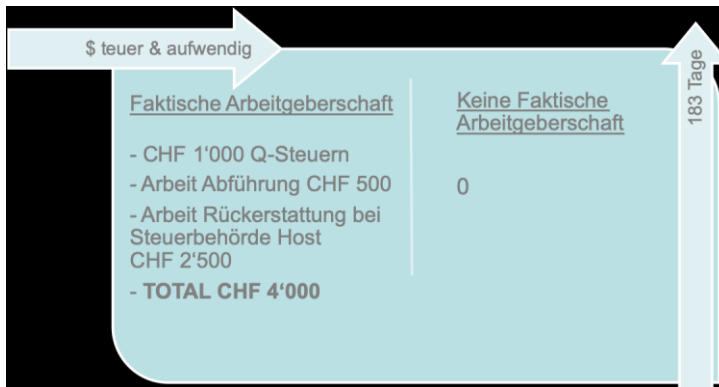 $ teuer & aufwendig
183 Tage
Faktische Arbeitgeberschaft
- CHF 1'000 Q-Steuern
- Arbeit Abführung CHF 500
- Arbeit Rückerstattung bei
Steuerbehörde Host
CHF 2'500
- TOTAL CHF 4'000
Keine Faktische
Arbeitgeberschaft
0